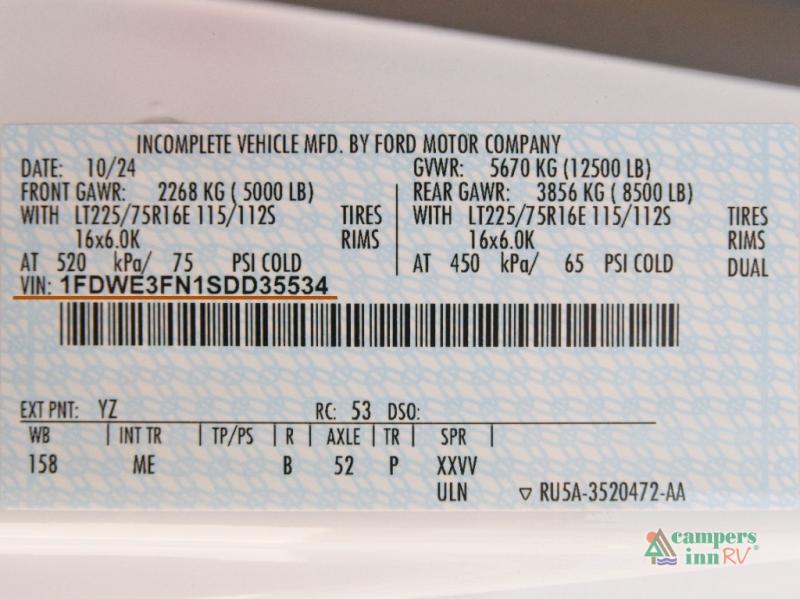 INCOMPLETE VEHICLE MFD. BY FORD MOTOR COMPANY
DATE: 10/24 GVWR: 5670 KG (12500 LB)
FRONT GAWR: 2268 KG ( 5000 LB) REAR GAWR: 3856 KG ( 8500 LB)
WITH LT225/75R16E 115/112S TIRES WITH LT225/75R16E 115/112S TIRES
16x6.0K RIMS 16x6.0K RIMS
AT 520 kPa/ 75 PSI COLD AT 450 kPa/ 65 PSI COLD DUAL
VIN: 1FDWE3FN1SDD35534
EXT PNT: YZ RC: 53 DSO:
WB INT TR TP/PS R AXLE TR SPR
158 ME B 52 P XXVV
ULN ▽ RU5A-3520472-AA
campers
inn RV®